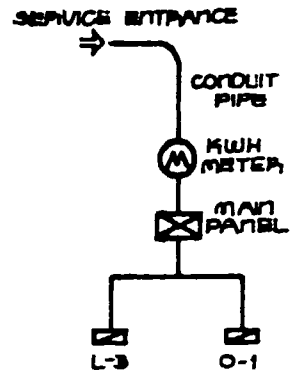 SERVICE ENTRANCE
CONDUIT
PIPE
KWH
METER
M
MAIN
PANEL
L-3
O-1